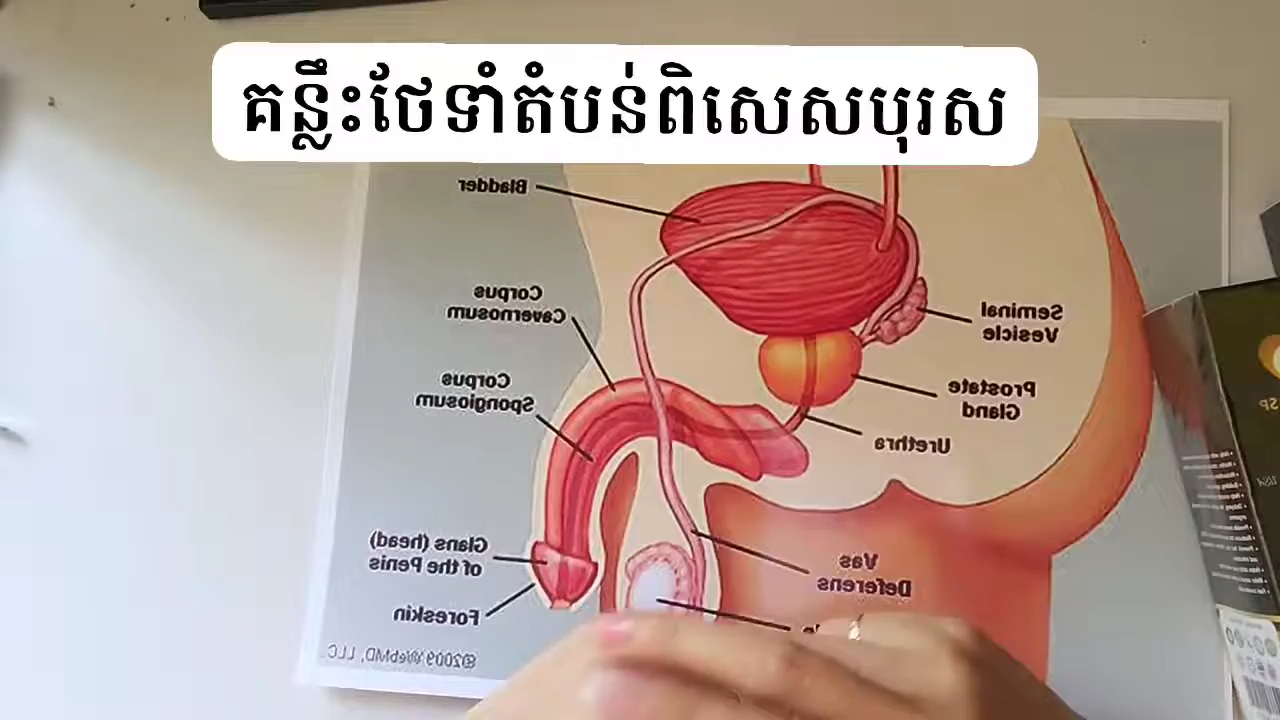 គន្លឹះថែទាំតំបន់ពិសេសបុរស
Bladder
Corpus
Cavernosum
Seminal
Vesicle
Corpus
Spongiosum
Prostate
Gland
Urethra
Glans (head)
of the Penis
Vas
Deferens
Foreskin
©2009 WebMD, LLC.